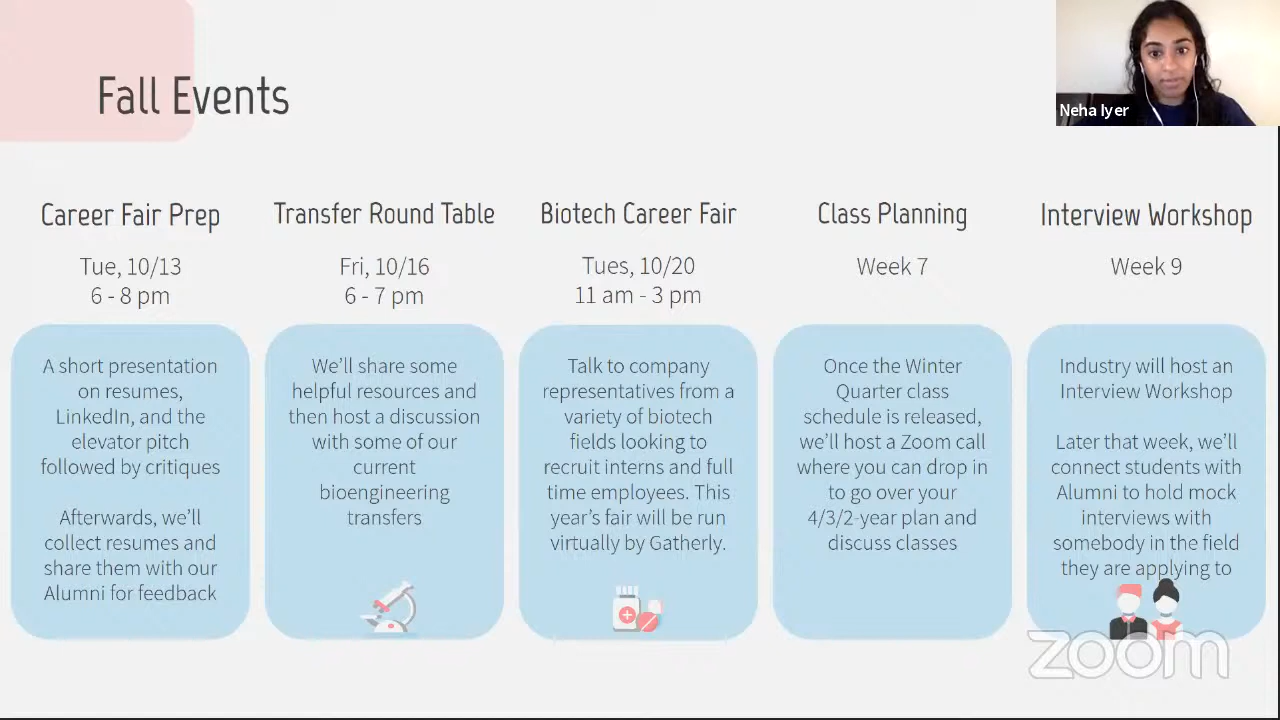 Fall Events
Neha Iyer
Career Fair Prep
Tue, 10/13
6 - 8 pm
A short presentation
on resumes,
LinkedIn, and the
elevator pitch
followed by critiques
Afterwards, we'll
collect resumes and
share them with our
Alumni for feedback
Transfer Round Table
Fri, 10/16
6 - 7 pm
We'll share some
helpful resources and
then host a discussion
with some of our
current
bioengineering
transfers
Biotech Career Fair
Tues, 10/20
11 am - 3 pm
Talk to company
representatives from a
variety of biotech
fields looking to
recruit interns and full
time employees. This
year's fair will be run
virtually by Gatherly.
Class Planning
Week 7
Once the Winter
Quarter class
schedule is released,
we'll host a Zoom call
where you can drop in
to go over your
4/3/2-year plan and
discuss classes
Interview Workshop
Week 9
Industry will host an
Interview Workshop
Later that week, we'll
connect students with
Alumni to hold mock
interviews with
somebody in the field
they are applying to
zoom